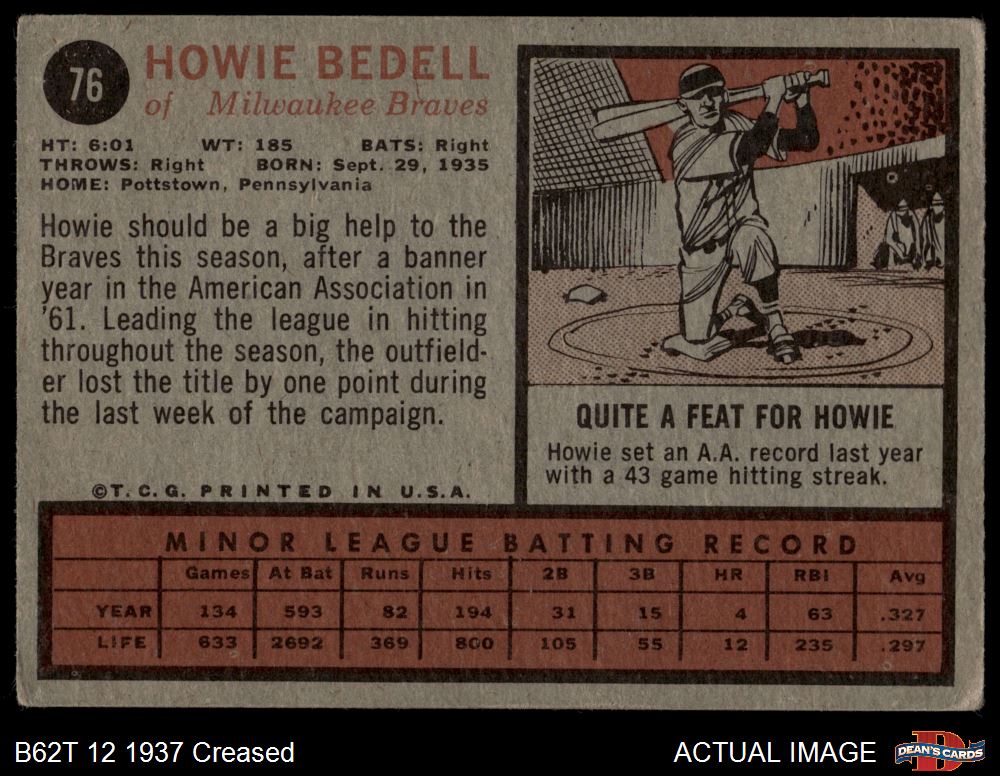 76
HOWIE BEDELL
of Milwaukee Braves
HT: 6:01 WT: 185 BATS: Right
THROWS: Right BORN: Sept. 29, 1935
HOME: Pottstown, Pennsylvania
Howie should be a big help to the
Braves this season, after a banner
year in the American Association in
'61. Leading the league in hitting
throughout the season, the outfield-
er lost the title by one point during
the last week of the campaign.
©T.C.G. PRINTED IN U.S.A.
QUITE A FEAT FOR HOWIE
Howie set an A.A. record last year
with a 43 game hitting streak.
MINOR LEAGUE BATTING RECORD
Games At Bat Runs Hits 2B 3B HR RBI Avg
YEAR 134 593 82 194 31 15 4 63 .327
LIFE 633 2692 369 800 105 55 12 235 .297
B62T 12 1937 Creased
ACTUAL IMAGE
D
DEAN'S CARDS